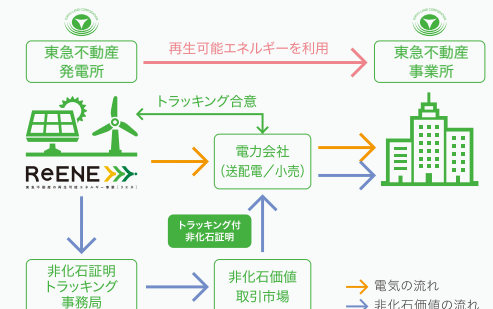 東急不動産
発電所
再生可能エネルギーを利用
東急不動産
事業所
トラッキング合意
電力会社
(送配電/小売)
ReENE
トラッキング付
非化石証明
非化石証明
トラッキング
事務局
非化石価値
取引市場
電気の流れ
非化石価値の流れ